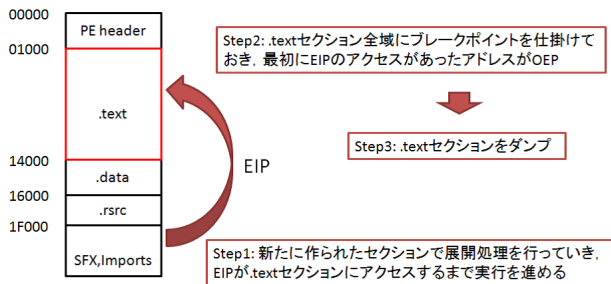 00000
PE header
01000
.text
14000
.data
16000
.rsrc
1F000
SFX,Imports
EIP
Step2: .textセクション全域にブレークポイントを仕掛けて
おき，最初にEIPのアクセスがあったアドレスがOEP
Step3: .textセクションをダンプ
Step1: 新たに作られたセクションで展開処理を行っていき，
EIPが.textセクションにアクセスするまで実行を進める